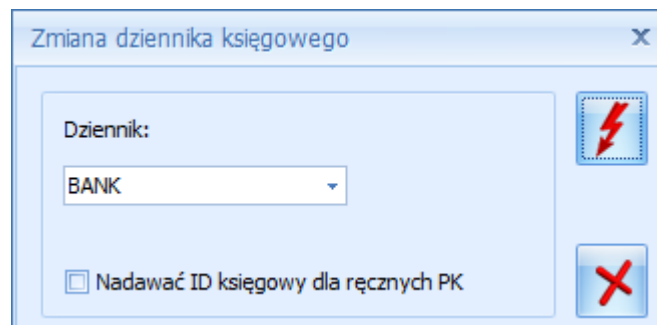 Zmiana dziennika księgowego
Dziennik:
BANK
Nadawać ID księgowy dla ręcznych PK